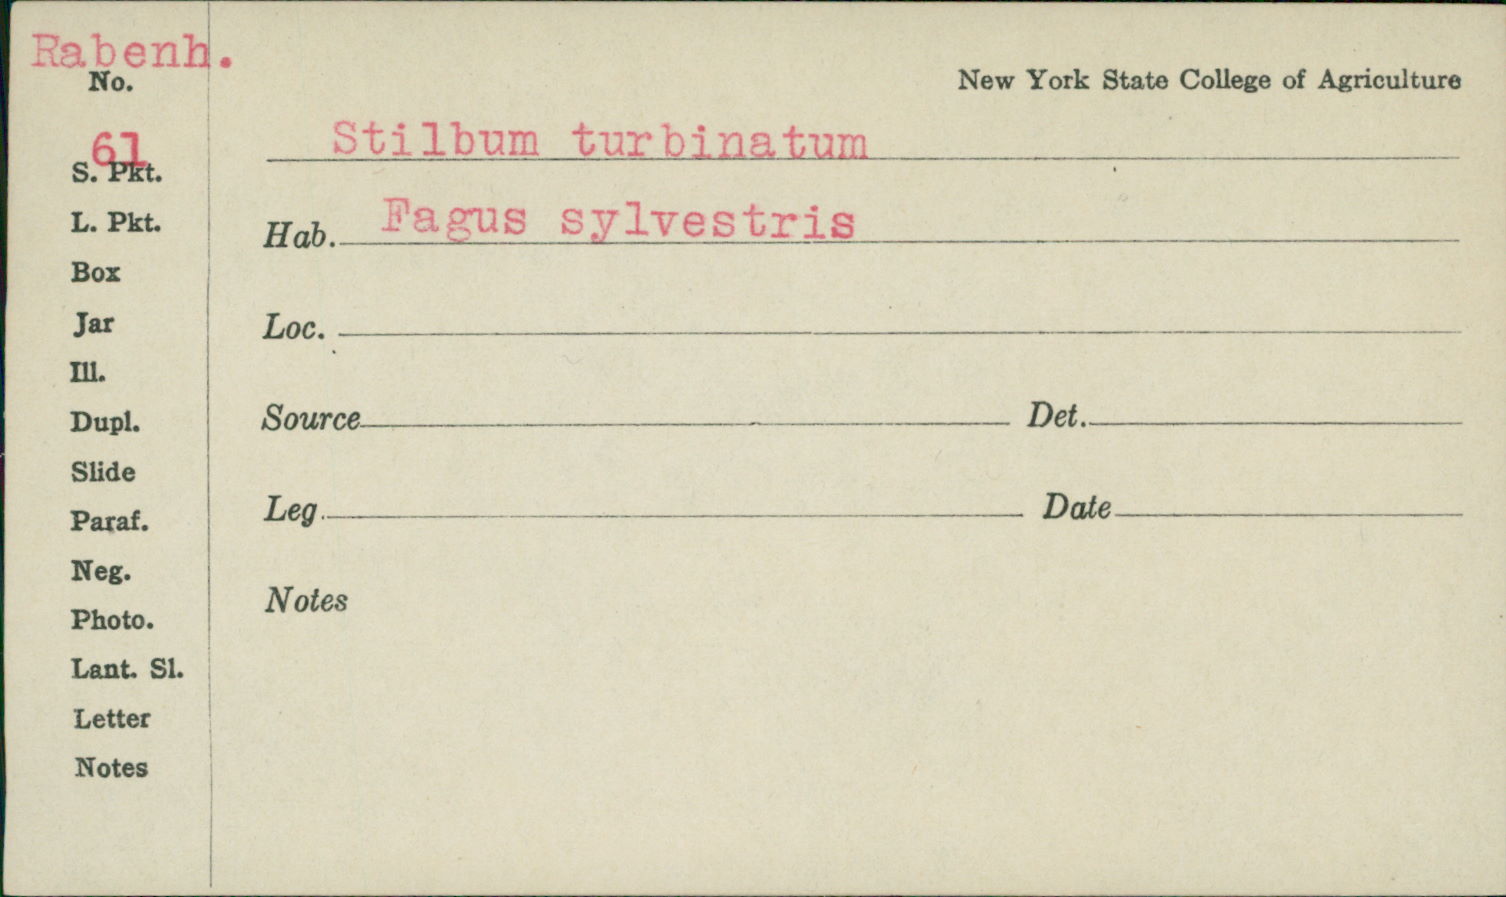 Rabenh.
No.
New York State College of Agriculture
61
Stilbum turbinatum
S. Pkt.
L. Pkt.
Hab. Fagus sylvestris
Box
Jar
Loc.
Ill.
Dupl.
Source
Det.
Slide
Paraf.
Leg.
Date
Neg.
Notes
Photo.
Lant. Sl.
Letter
Notes